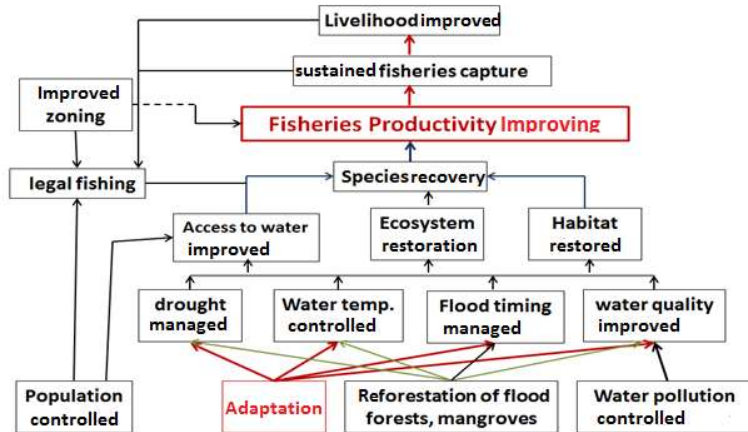 Livelihood improved
sustained fisheries capture
Improved
zoning
Fisheries Productivity Improving
legal fishing
Species recovery
Access to water
improved
Ecosystem
restoration
Habitat
restored
drought
managed
Water temp.
controlled
Flood timing
managed
water quality
improved
Population
controlled
Adaptation
Reforestation of flood
forests, mangroves
Water pollution
controlled